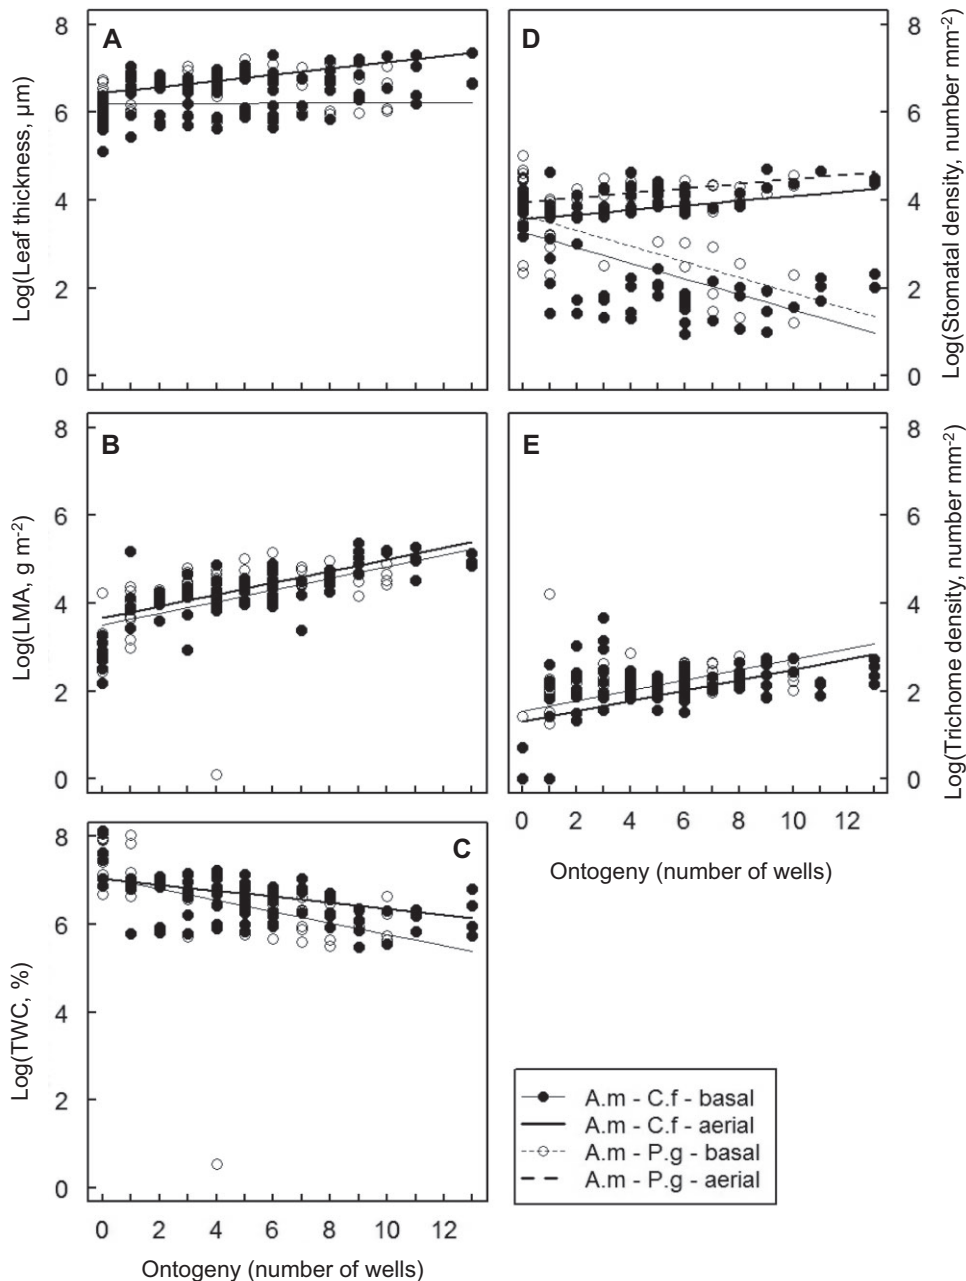 A
8
6
4
2
0
Log(Leaf thickness, µm)
D
8
6
4
2
0
Log(Stomatal density, number mm-2)
B
8
6
4
2
0
Log(LMA, g m-2)
E
8
6
4
2
0
Log(Trichome density, number mm-2)
0 2 4 6 8 10 12
Ontogeny (number of wells)
C
8
6
4
2
0
Log(TWC, %)
0 2 4 6 8 10 12
Ontogeny (number of wells)
A.m - C.f - basal
A.m - C.f - aerial
A.m - P.g - basal
A.m - P.g - aerial